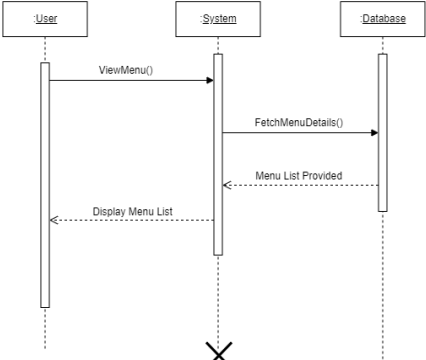 :User
:System
:Database
ViewMenu()
FetchMenuDetails()
Menu List Provided
Display Menu List